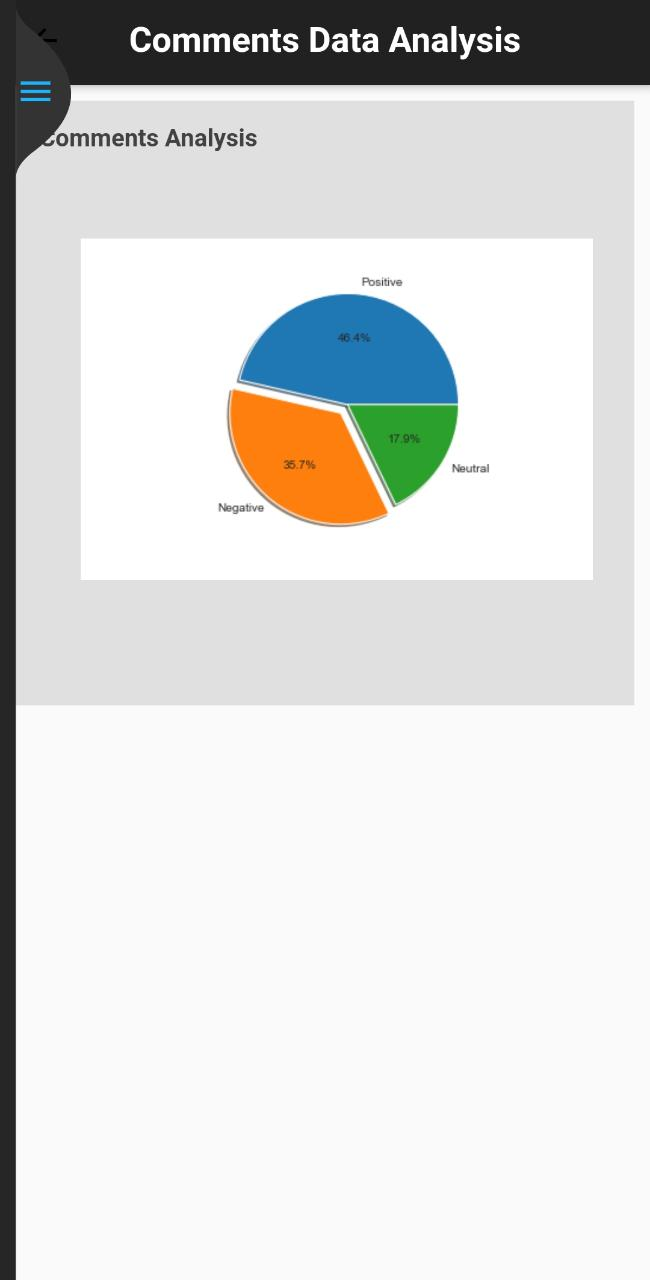 Comments Data Analysis
Comments Analysis
Positive
46.4%
17.9%
35.7%
Neutral
Negative